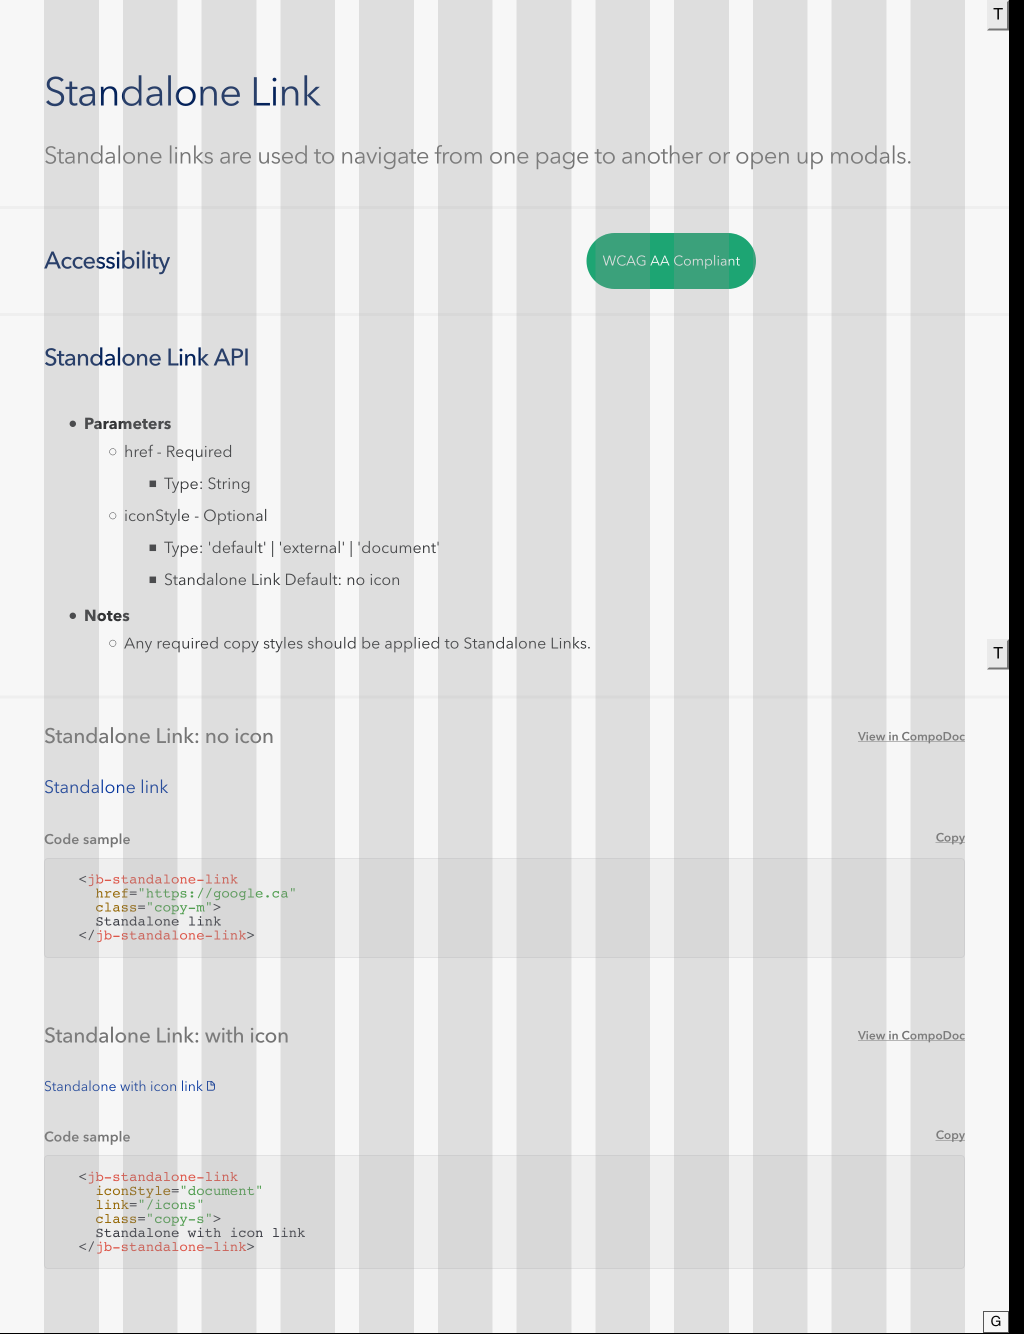 T
Standalone Link
Standalone links are used to navigate from one page to another or open up modals.
Accessibility
WCAG AA Compliant
Standalone Link API
• Parameters
○ href - Required
▪ Type: String
○ iconStyle - Optional
▪ Type: 'default' | 'external' | 'document'
▪ Standalone Link Default: no icon
• Notes
○ Any required copy styles should be applied to Standalone Links.
T
Standalone Link: no icon
View in CompoDoc
Standalone link
Code sample
Copy
<jb-standalone-link
href="https://google.ca"
class="copy-m">
Standalone link
</jb-standalone-link>
Standalone Link: with icon
View in CompoDoc
Standalone with icon link
Code sample
Copy
<jb-standalone-link
iconStyle="document"
link="/icons"
class="copy-s">
Standalone with icon link
</jb-standalone-link>
G